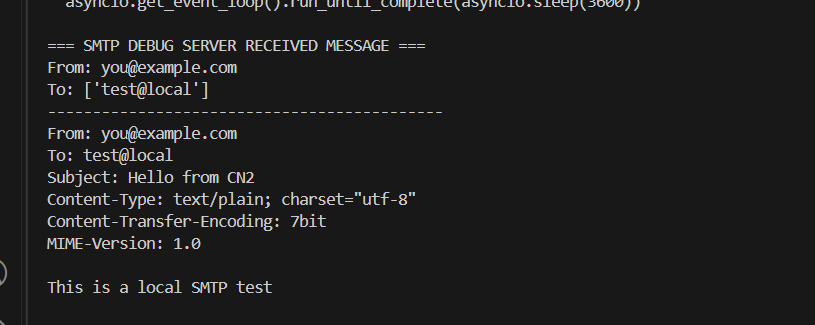 asyncio.get_event_loop().run_until_complete(asyncio.sleep(3600))
=== SMTP DEBUG SERVER RECEIVED MESSAGE ===
From: you@example.com
To: ['test@local']
--------------------------------------------
From: you@example.com
To: test@local
Subject: Hello from CN2
Content-Type: text/plain; charset="utf-8"
Content-Transfer-Encoding: 7bit
MIME-Version: 1.0
This is a local SMTP test